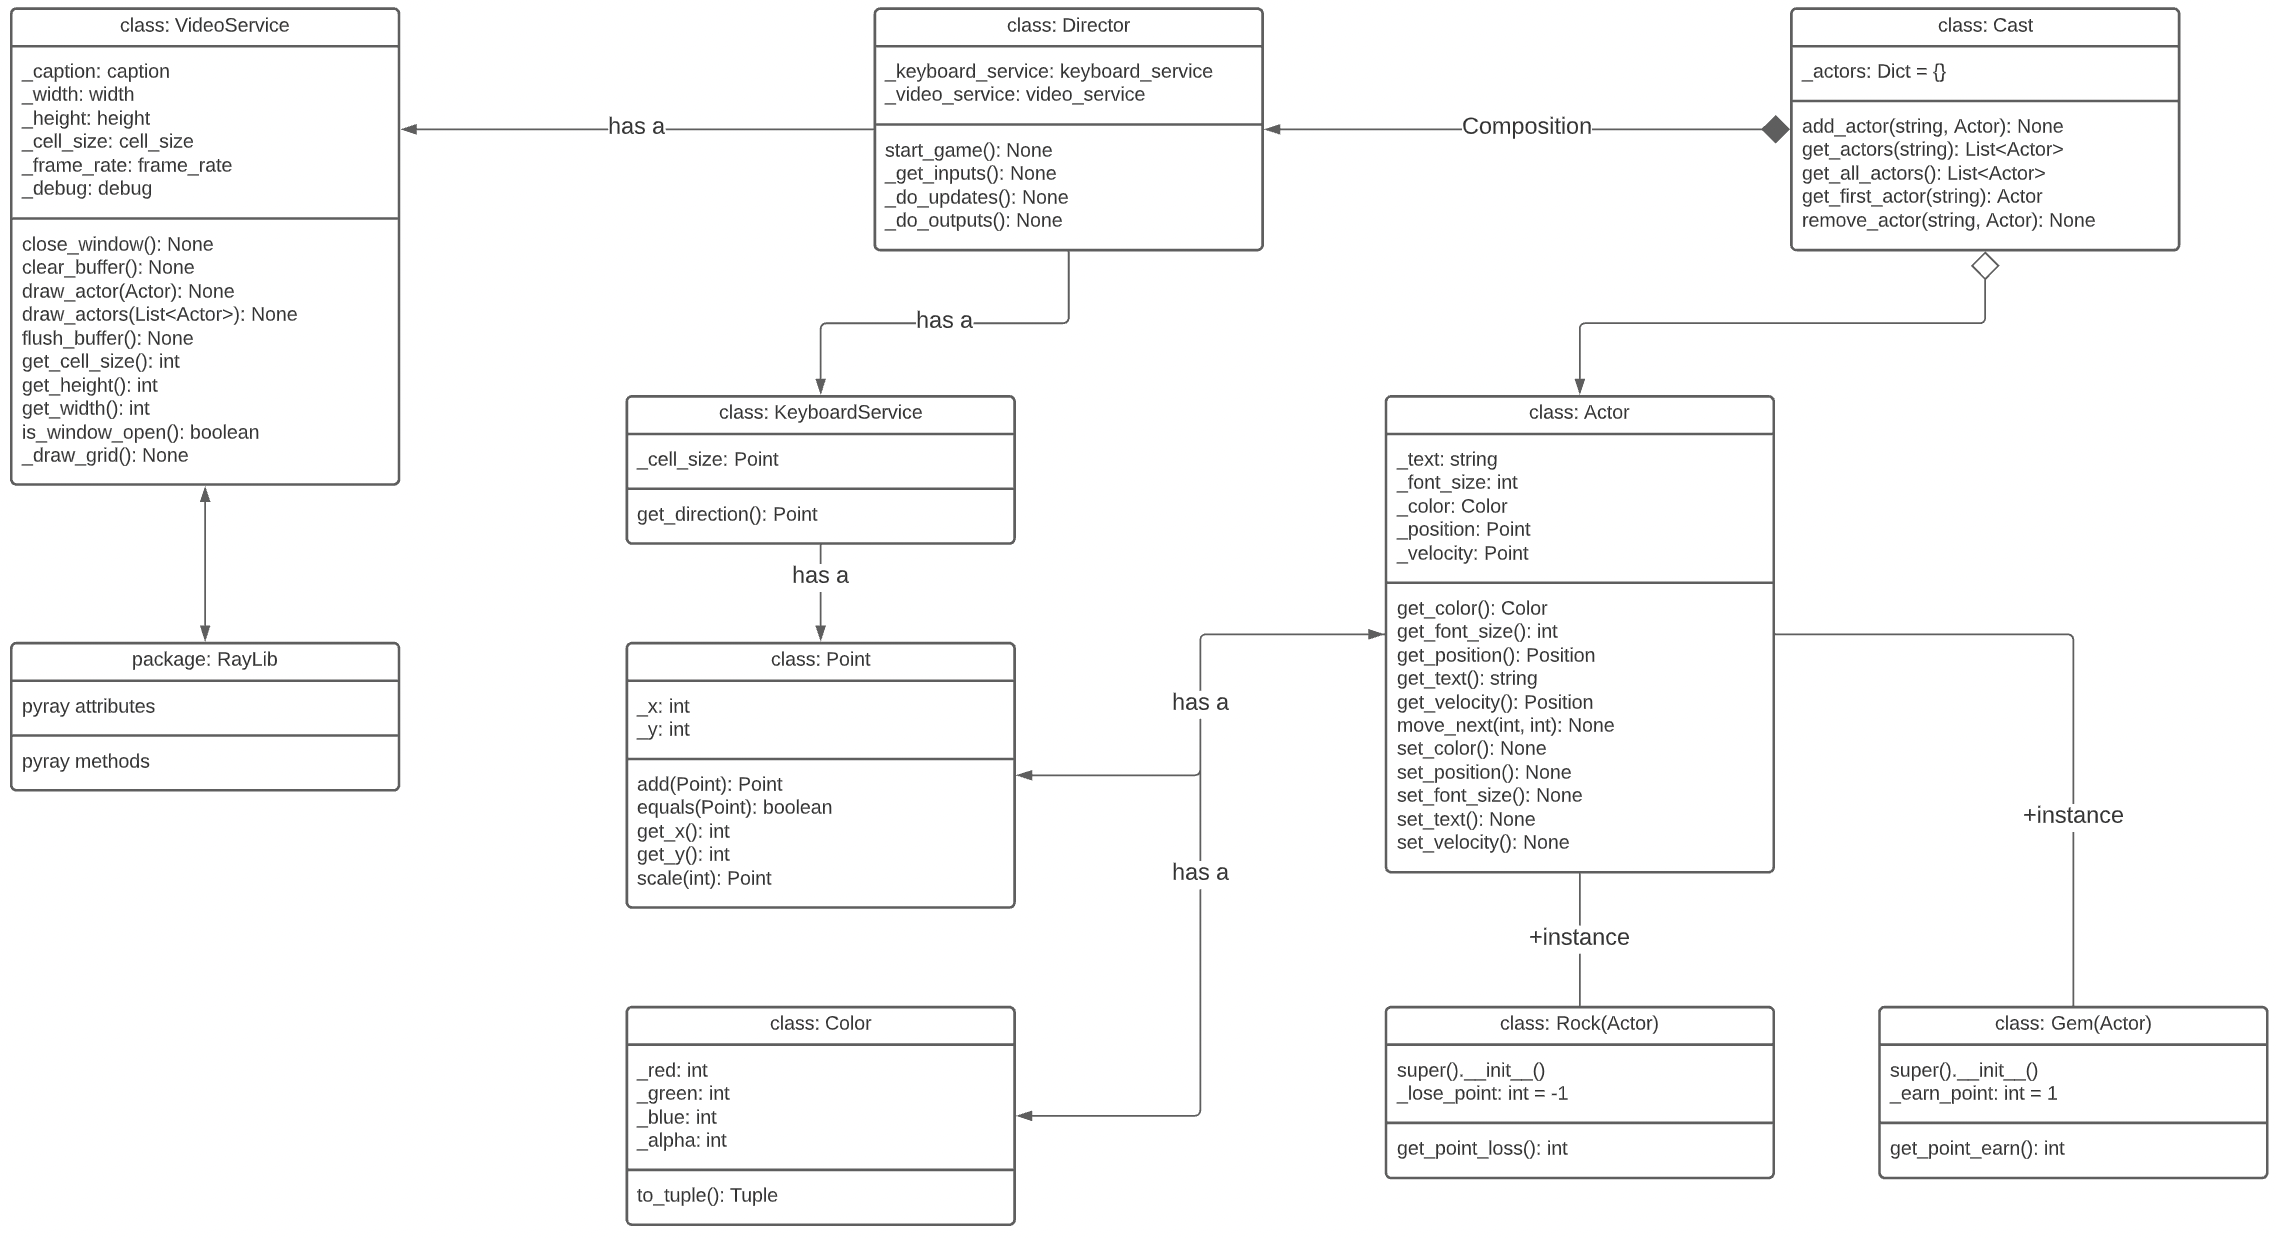 class: VideoService
_caption: caption
_width: width
_height: height
_cell_size: cell_size
_frame_rate: frame_rate
_debug: debug
close_window(): None
clear_buffer(): None
draw_actor(Actor): None
draw_actors(List<Actor>): None
flush_buffer(): None
get_cell_size(): int
get_height(): int
get_width(): int
is_window_open(): boolean
_draw_grid(): None
has a
class: Director
_keyboard_service: keyboard_service
_video_service: video_service
start_game(): None
_get_inputs(): None
_do_updates(): None
_do_outputs(): None
Composition
class: Cast
_actors: Dict = {}
add_actor(string, Actor): None
get_actors(string): List<Actor>
get_all_actors(): List<Actor>
get_first_actor(string): Actor
remove_actor(string, Actor): None
has a
class: KeyboardService
_cell_size: Point
get_direction(): Point
has a
class: Actor
_text: string
_font_size: int
_color: Color
_position: Point
_velocity: Point
get_color(): Color
get_font_size(): int
get_position(): Position
get_text(): string
get_velocity(): Position
move_next(int, int): None
set_color(): None
set_position(): None
set_font_size(): None
set_text(): None
set_velocity(): None
package: RayLib
pyray attributes
pyray methods
class: Point
_x: int
_y: int
add(Point): Point
equals(Point): boolean
get_x(): int
get_y(): int
scale(int): Point
has a
has a
+instance
+instance
class: Color
_red: int
_green: int
_blue: int
_alpha: int
to_tuple(): Tuple
class: Rock(Actor)
super().__init__()
_lose_point: int = -1
get_point_loss(): int
class: Gem(Actor)
super().__init__()
_earn_point: int = 1
get_point_earn(): int